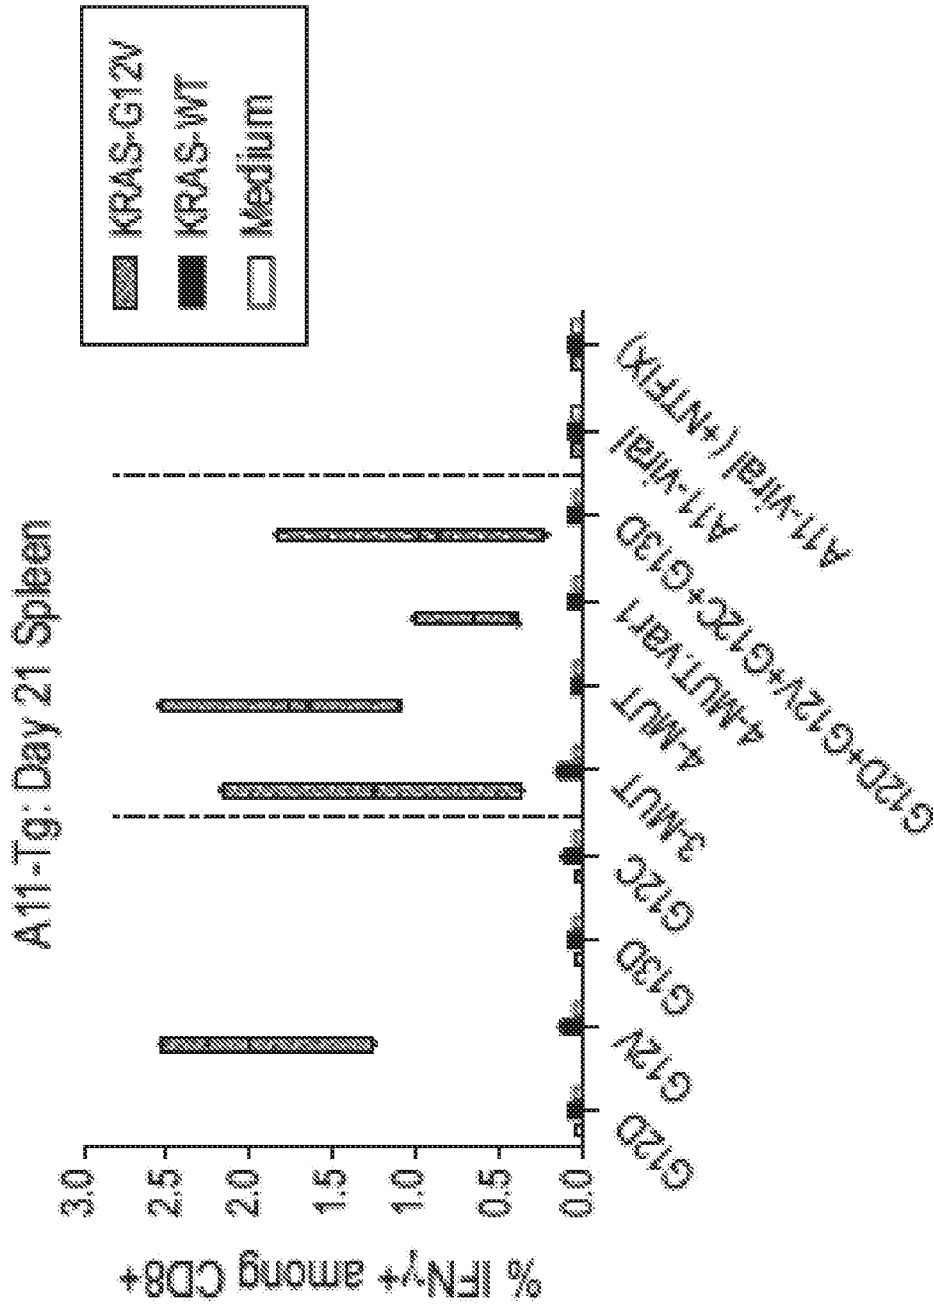 A11-Tg: Day 21 Spleen
KRAS-G12V
KRAS-WT
Medium
% IFNγ+ among CD8+
3.0
2.5
2.0
1.5
1.0
0.5
0.0
G12D
G12V
G13D
G12C
3-MUT
4-MUT
4-MUT.var1
G12D+G12V+G12C+G13D
A11-viral
A11-viral (+NTFIX)